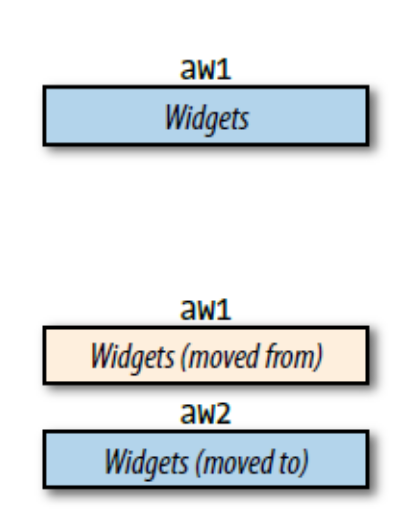 aw1
Widgets
aw1
Widgets (moved from)
aw2
Widgets (moved to)